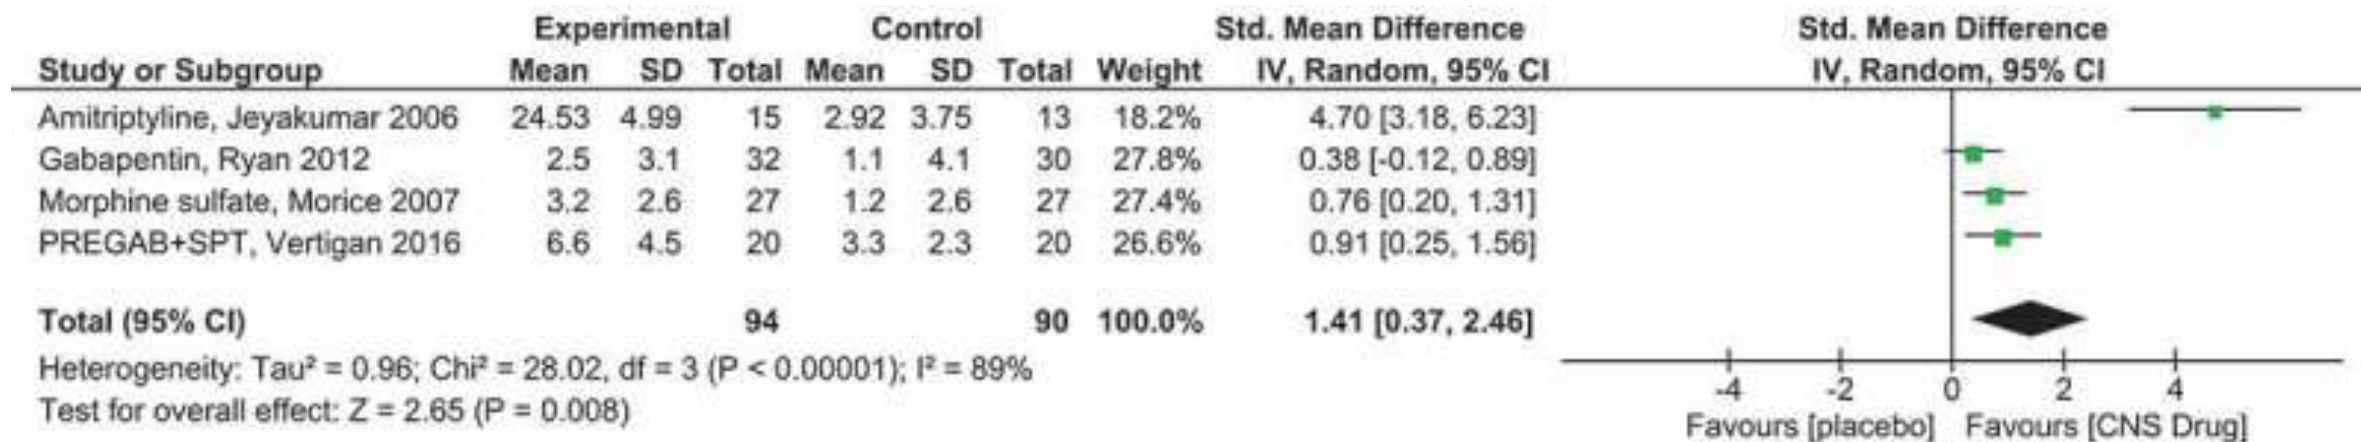 Experimental Control Std. Mean Difference Std. Mean Difference
Study or Subgroup Mean SD Total Mean SD Total Weight IV, Random, 95% CI IV, Random, 95% CI
Amitriptyline, Jeyakumar 2006 24.53 4.99 15 2.92 3.75 13 18.2% 4.70 [3.18, 6.23]
Gabapentin, Ryan 2012 2.5 3.1 32 1.1 4.1 30 27.8% 0.38 [-0.12, 0.89]
Morphine sulfate, Morice 2007 3.2 2.6 27 1.2 2.6 27 27.4% 0.76 [0.20, 1.31]
PREGAB+SPT, Vertigan 2016 6.6 4.5 20 3.3 2.3 20 26.6% 0.91 [0.25, 1.56]
Total (95% CI) 94 90 100.0% 1.41 [0.37, 2.46]
Heterogeneity: Tau² = 0.96; Chi² = 28.02, df = 3 (P < 0.00001); I² = 89%
Test for overall effect: Z = 2.65 (P = 0.008)
-4 -2 0 2 4
Favours [placebo] Favours [CNS Drug]